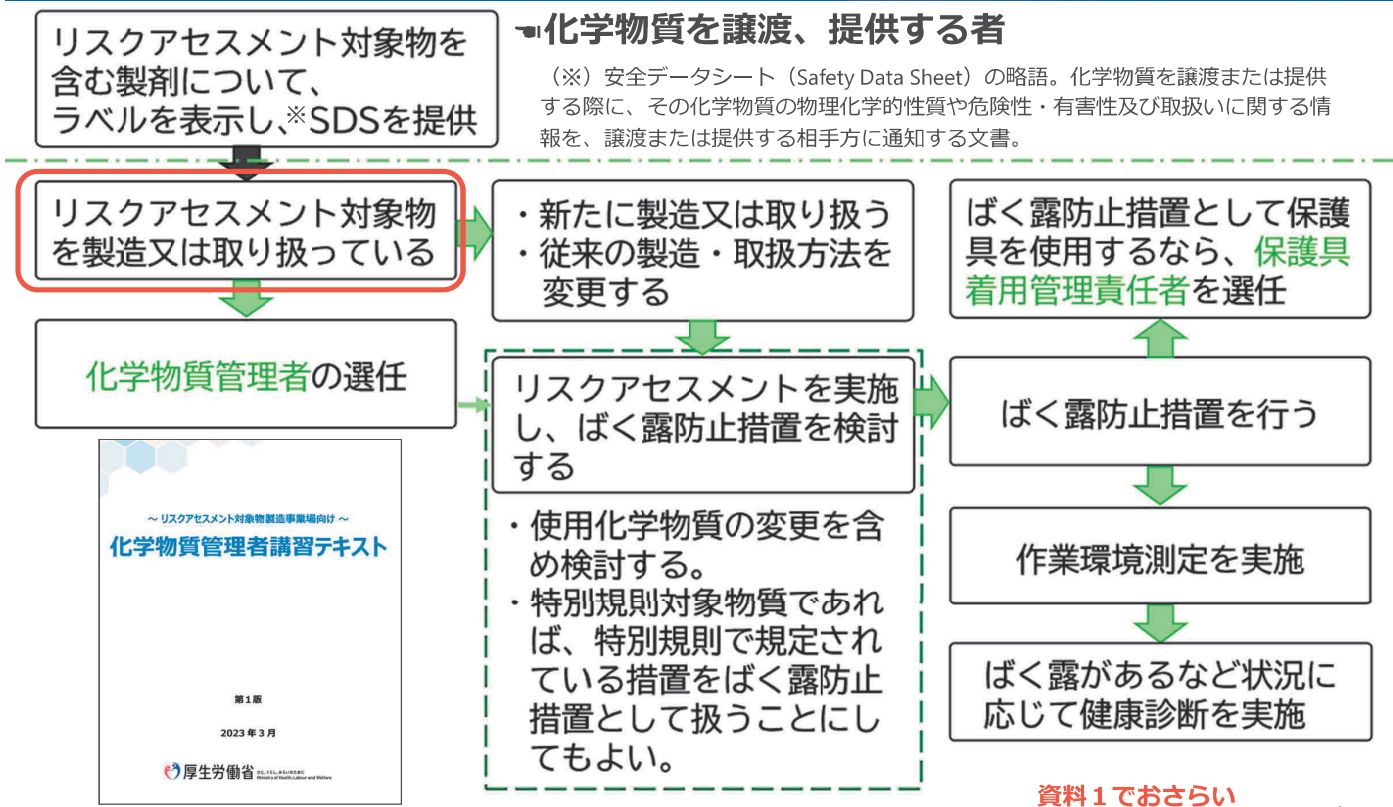 リスクアセスメント対象物を
含む製剤について、
ラベルを表示し、※SDSを提供
☚化学物質を譲渡、提供する者
（※）安全データシート（Safety Data Sheet）の略語。化学物質を譲渡または提供
する際に、その化学物質の物理化学的性質や危険性・有害性及び取扱いに関する情
報を、譲渡または提供する相手方に通知する文書。
リスクアセスメント対象物
を製造又は取り扱っている
・新たに製造又は取り扱う
・従来の製造・取扱方法を
変更する
ばく露防止措置として保護
具を使用するなら、保護具
着用管理責任者を選任
化学物質管理者の選任
リスクアセスメントを実施
し、ばく露防止措置を検討
する
ばく露防止措置を行う
・使用化学物質の変更を含
め検討する。
・特別規則対象物質であれ
ば、特別規則で規定され
ている措置をばく露防止
措置として扱うことにし
てもよい。
作業環境測定を実施
ばく露があるなど状況に
応じて健康診断を実施
～ リスクアセスメント対象物製造事業場向け ～
化学物質管理者講習テキスト
第1版
2023年3月
厚生労働省
ひと、くらし、みらいのために
Ministry of Health, Labour and Welfare
資料１でおさらい